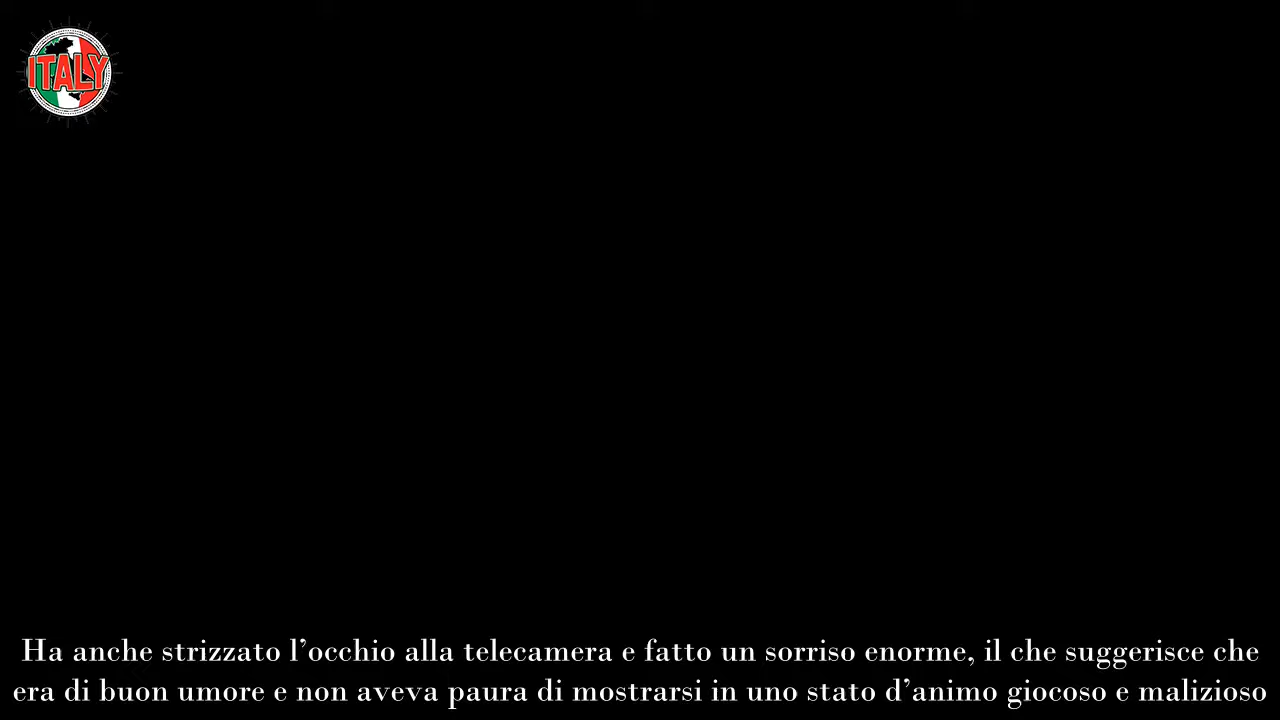 ITALY
Ha anche strizzato l’occhio alla telecamera e fatto un sorriso enorme, il che suggerisce che
era di buon umore e non aveva paura di mostrarsi in uno stato d’animo giocoso e malizioso